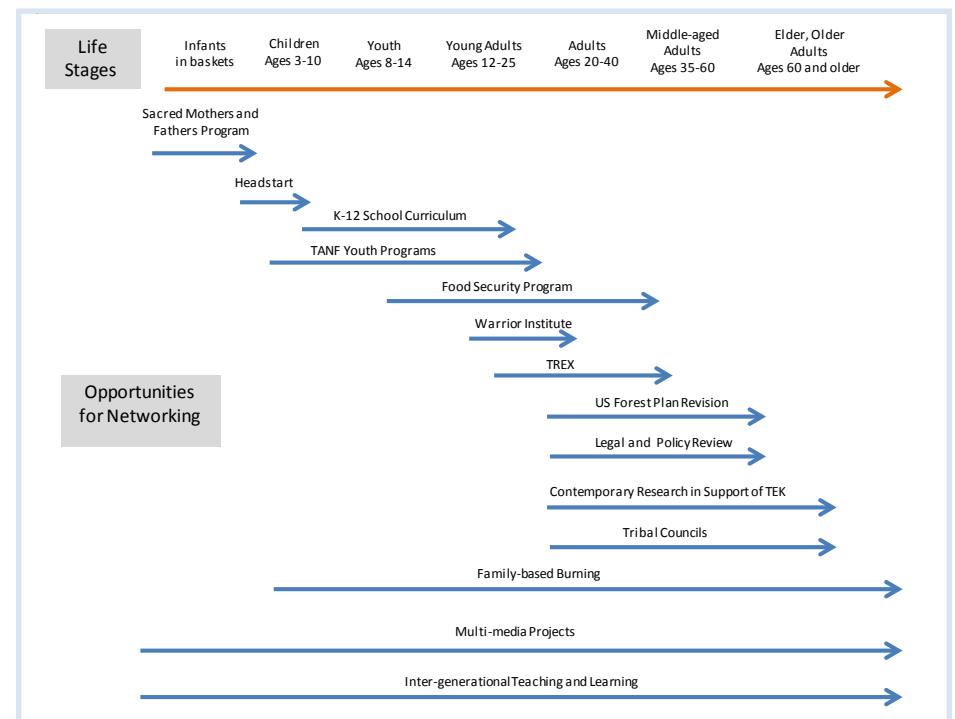 Life
Stages
Infants
in baskets
Children
Ages 3-10
Youth
Ages 8-14
Young Adults
Ages 12-25
Adults
Ages 20-40
Middle-aged
Adults
Ages 35-60
Elder, Older
Adults
Ages 60 and older
Sacred Mothers and
Fathers Program
Headstart
K-12 School Curriculum
TANF Youth Programs
Food Security Program
Warrior Institute
TREX
Opportunities
for Networking
US Forest Plan Revision
Legal and Policy Review
Contemporary Research in Support of TEK
Tribal Councils
Family-based Burning
Multi-media Projects
Inter-generational Teaching and Learning